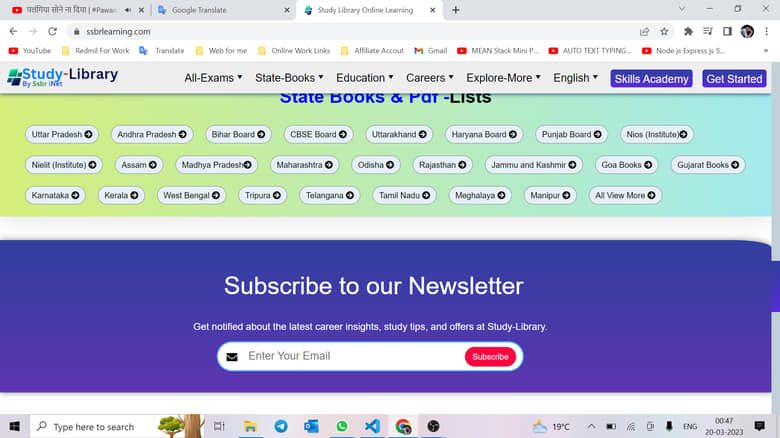 पतंगिया सोने ना दिया | #Pawan
Google Translate
Study Library Online Learning
ssbrlearning.com
YouTube
Redmil For Work
Translate
Web for me
Online Work Links
Affiliate Accout
Gmail
MEAN Stack Mini P...
AUTO TEXT TYPING...
Node js Express js S...
Study-Library
By Ssbr iNet
All-Exams
State-Books
Education
Careers
Explore-More
English
Skills Academy
Get Started
State Books & Pdf -Lists
Uttar Pradesh
Andhra Pradesh
Bihar Board
CBSE Board
Uttarakhand
Haryana Board
Punjab Board
Nios (Institute)
Nielit (Institute)
Assam
Madhya Pradesh
Maharashtra
Odisha
Rajasthan
Jammu and Kashmir
Goa Books
Gujarat Books
Karnataka
Kerala
West Bengal
Tripura
Telangana
Tamil Nadu
Meghalaya
Manipur
All View More
Subscribe to our Newsletter
Get notified about the latest career insights, study tips, and offers at Study-Library.
Enter Your Email
Subscribe
Type here to search
19°C
ENG
00:47
20-03-2023